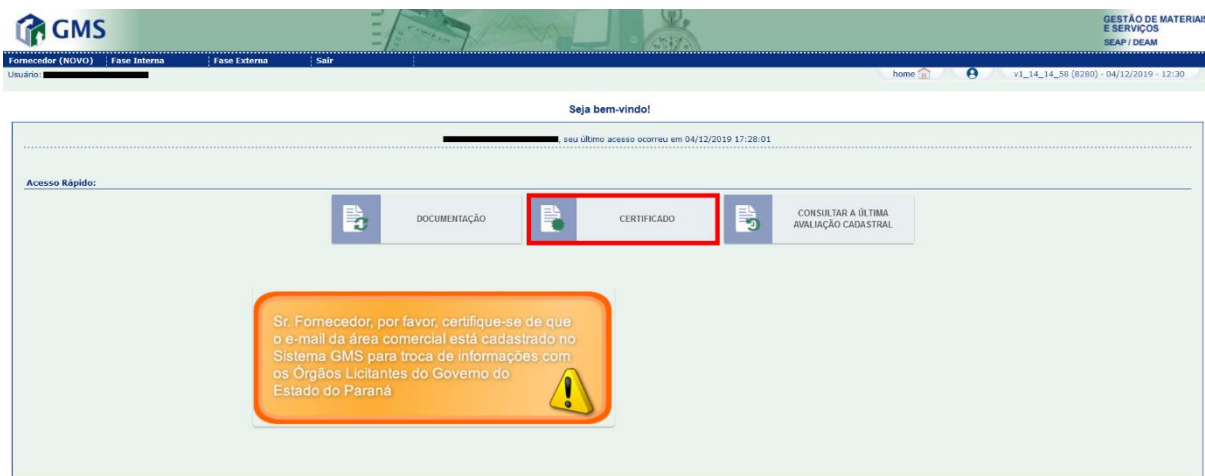 GMS
GESTÃO DE MATERIAIS
E SERVIÇOS
SEAP / DEAM
Fornecedor (NOVO) Fase Interna Fase Externa Sair
Usuário:
home v1_14_14_58 (8280) - 04/12/2019 - 12:30
Seja bem-vindo!
, seu último acesso ocorreu em 04/12/2019 17:28:01
Acesso Rápido:
DOCUMENTAÇÃO
CERTIFICADO
CONSULTAR A ÚLTIMA
AVALIAÇÃO CADASTRAL
Sr. Fornecedor, por favor, certifique-se de que
o e-mail da área comercial está cadastrado no
Sistema GMS para troca de informações com
os Órgãos Licitantes do Governo do
Estado do Paraná